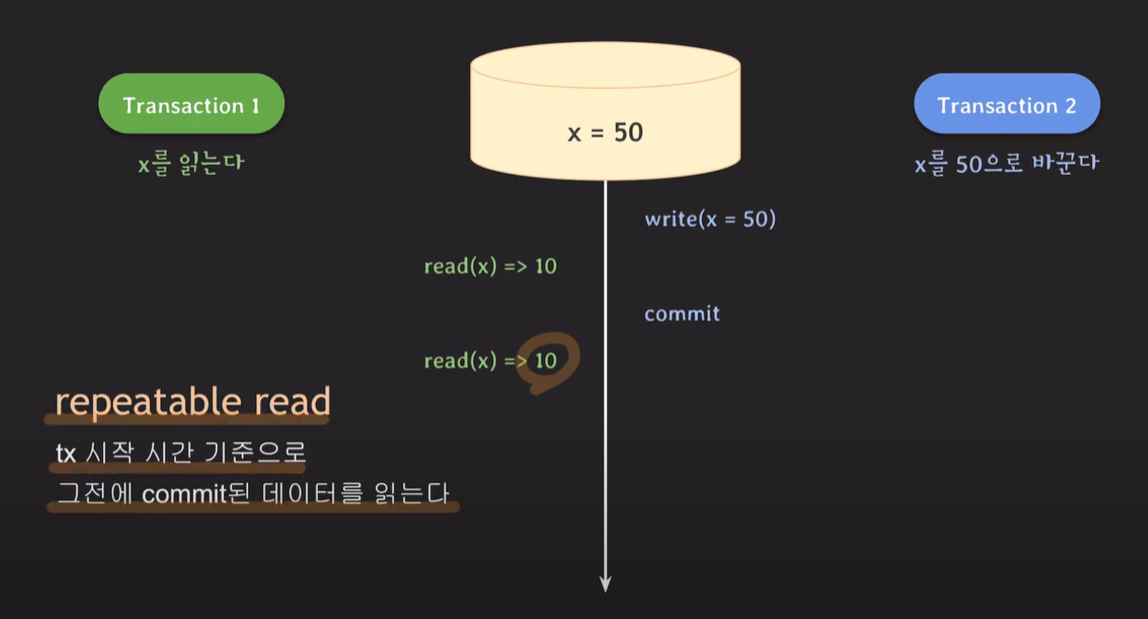 Transaction 1
x를 읽는다
x = 50
Transaction 2
x를 50으로 바꾼다
write(x = 50)
read(x) => 10
commit
read(x) => 10
repeatable read
tx 시작 시간 기준으로
그전에 commit된 데이터를 읽는다